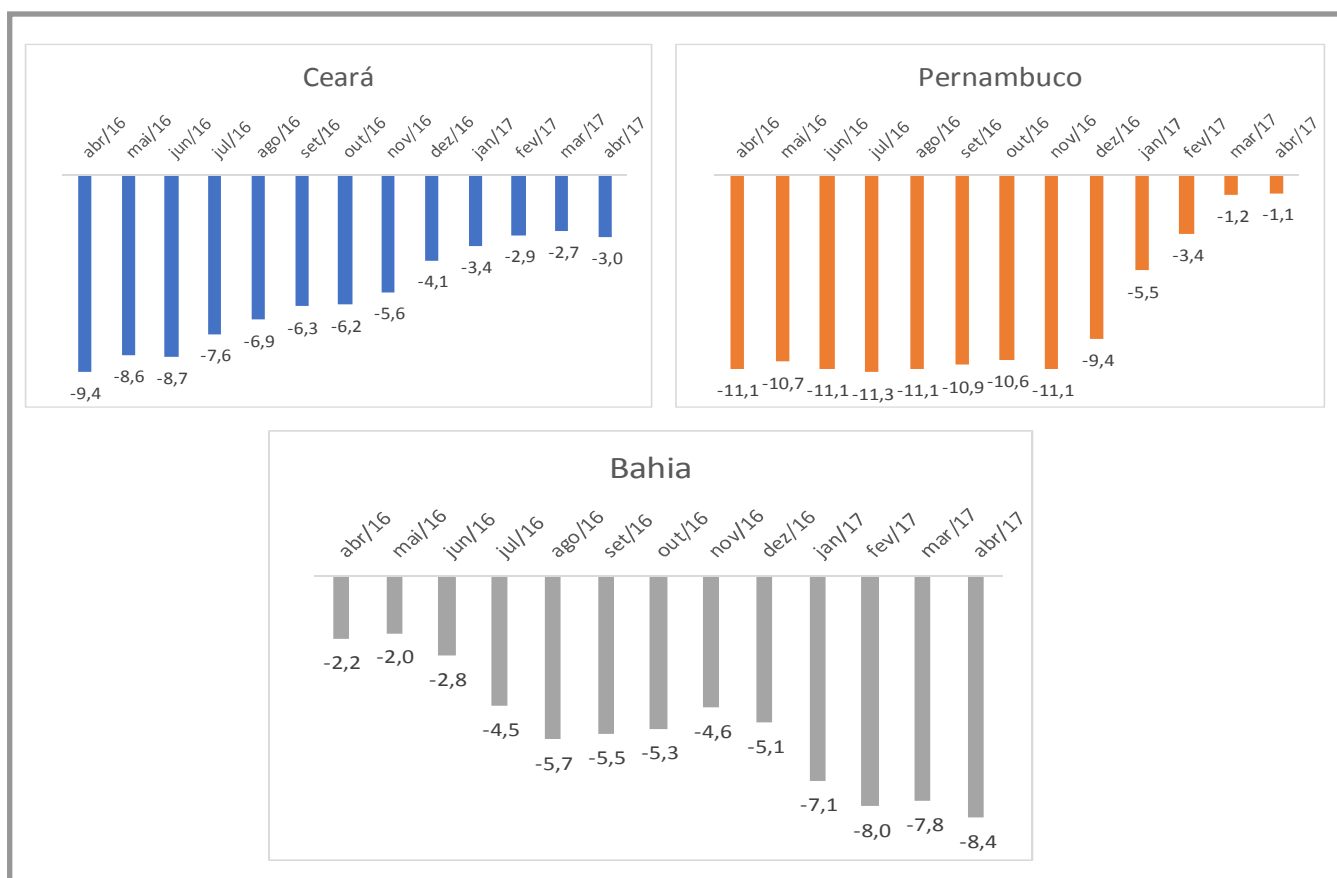 Ceará
abr/16 mai/16 jun/16 jul/16 ago/16 set/16 out/16 nov/16 dez/16 jan/17 fev/17 mar/17 abr/17
-9,4 -8,6 -8,7 -7,6 -6,9 -6,3 -6,2 -5,6 -4,1 -3,4 -2,9 -2,7 -3,0
Pernambuco
abr/16 mai/16 jun/16 jul/16 ago/16 set/16 out/16 nov/16 dez/16 jan/17 fev/17 mar/17 abr/17
-11,1 -10,7 -11,1 -11,3 -11,1 -10,9 -10,6 -11,1 -9,4 -5,5 -3,4 -1,2 -1,1
Bahia
abr/16 mai/16 jun/16 jul/16 ago/16 set/16 out/16 nov/16 dez/16 jan/17 fev/17 mar/17 abr/17
-2,2 -2,0 -2,8 -4,5 -5,7 -5,5 -5,3 -4,6 -5,1 -7,1 -8,0 -7,8 -8,4